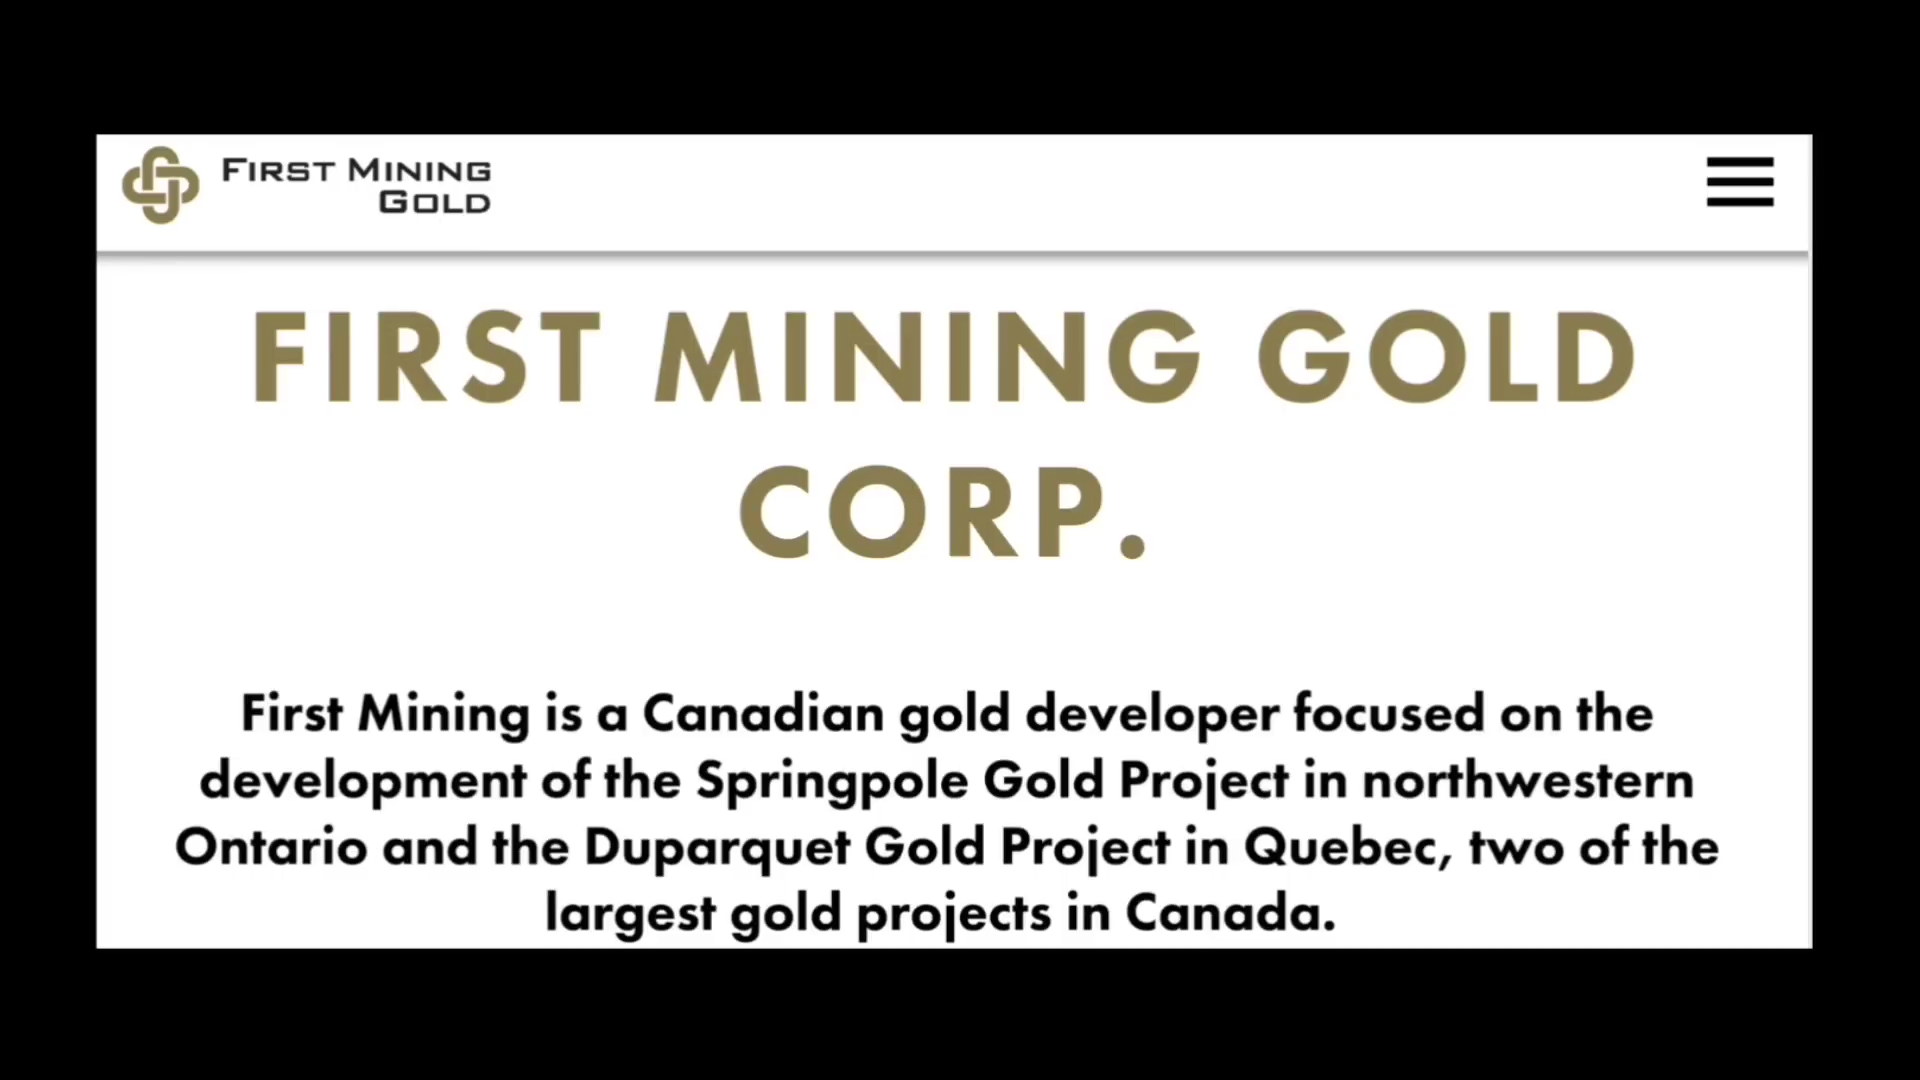 FIRST MINING
GOLD
FIRST MINING GOLD
CORP.
First Mining is a Canadian gold developer focused on the
development of the Springpole Gold Project in northwestern
Ontario and the Duparquet Gold Project in Quebec, two of the
largest gold projects in Canada.